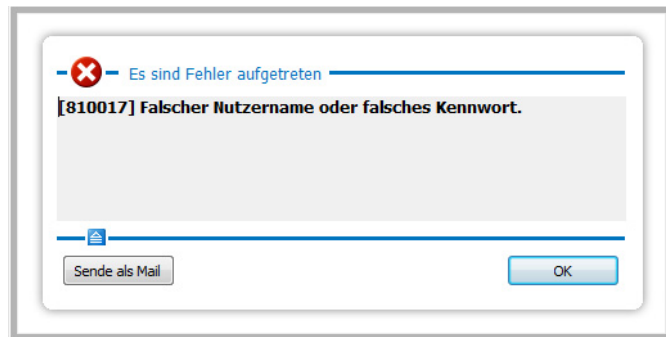 Es sind Fehler aufgetreten
[810017] Falscher Nutzername oder falsches Kennwort.
Sende als Mail
OK